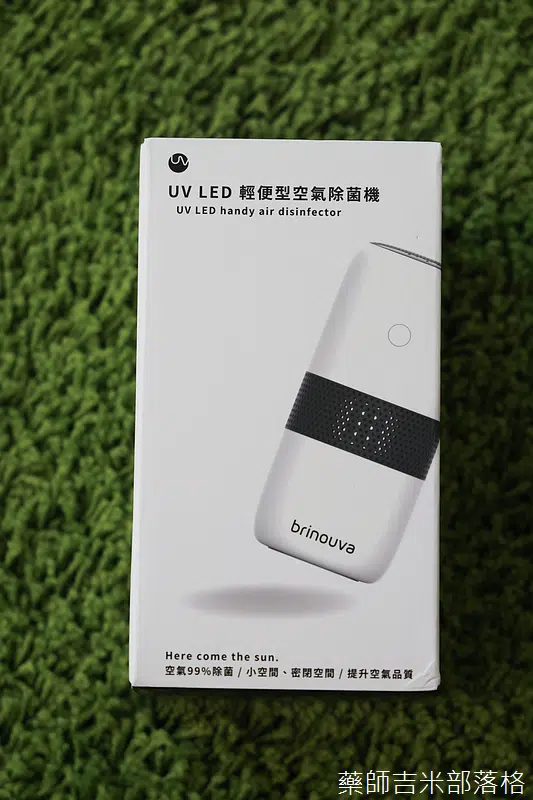 UV
UV LED 輕便型空氣除菌機
UV LED handy air disinfector
brinouva
Here come the sun.
空氣99%除菌 / 小空間、密閉空間 / 提升空氣品質
藥師吉米部落格